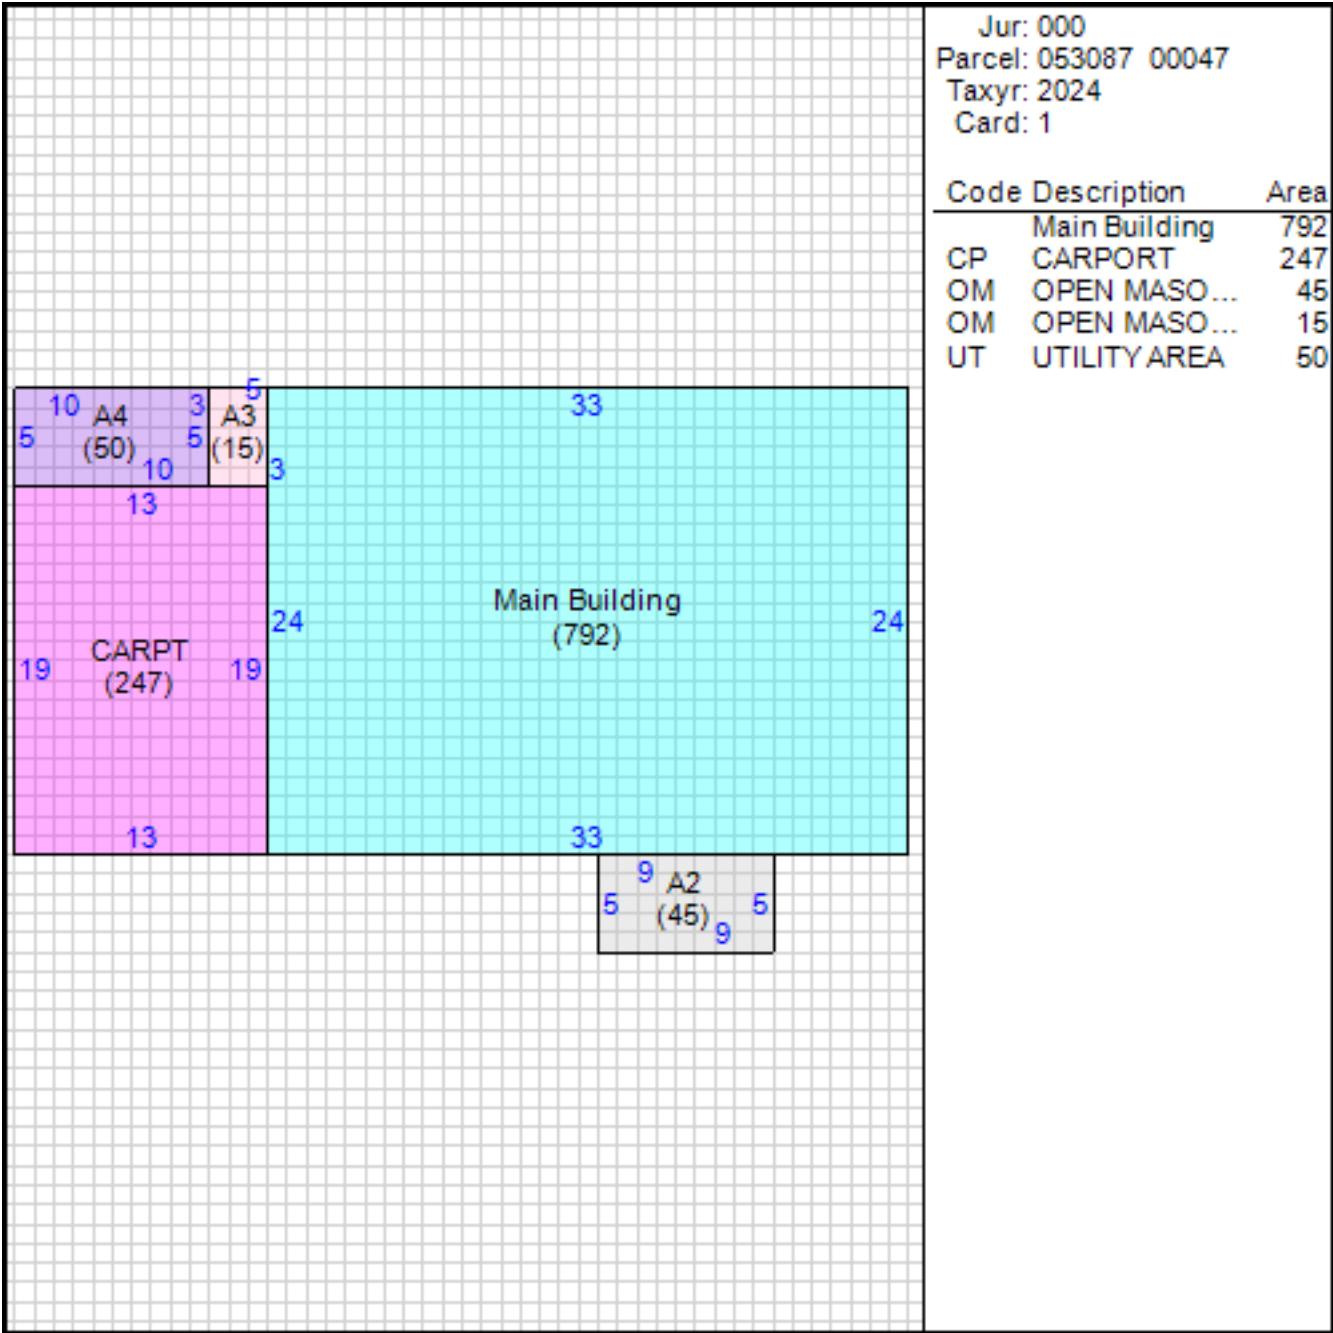 Jur: 000
Parcel: 053087 00047
Taxyr: 2024
Card: 1
Code Description Area
Main Building 792
CP CARPORT 247
OM OPEN MASO... 45
OM OPEN MASO... 15
UT UTILITY AREA 50
5
10 3 33
A4 A3
5 5
(50) (15)
10 3
13
Main Building
24 24
(792)
CARPT
19 19
(247)
13 33
9
A2
5 5
(45)
9